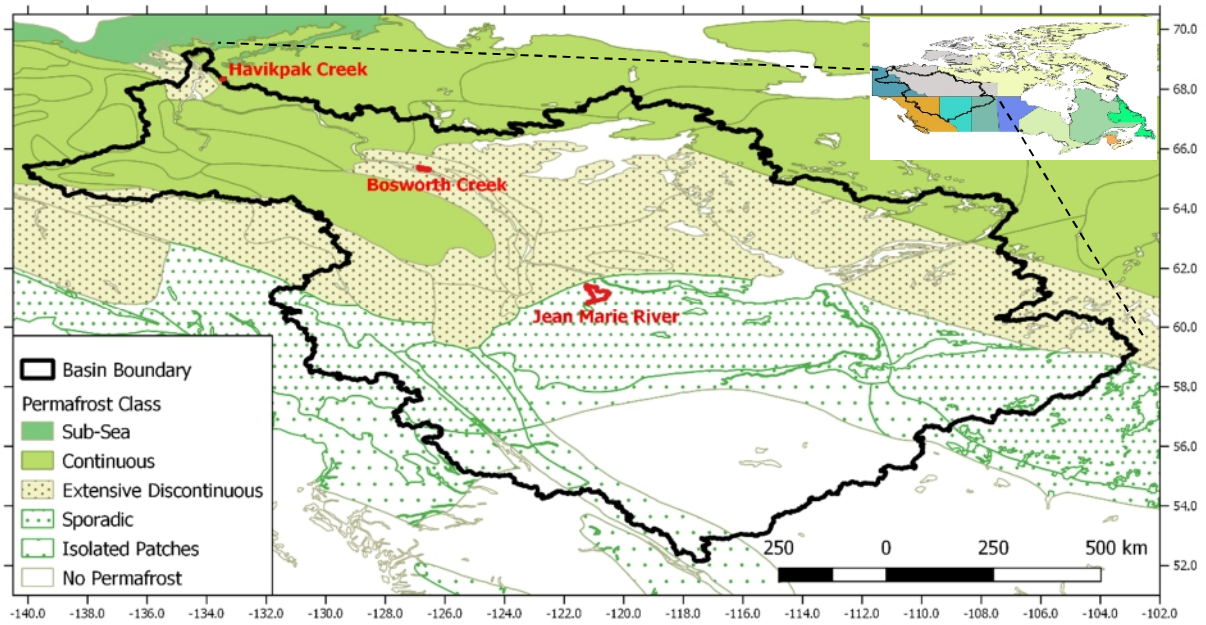 70.0
68.0
66.0
64.0
62.0
60.0
58.0
56.0
54.0
52.0
Havikpak Creek
Bosworth Creek
Jean Marie River
Basin Boundary
Permafrost Class
Sub-Sea
Continuous
Extensive Discontinuous
Sporadic
Isolated Patches
No Permafrost
250 0 250 500 km
-140.0 -138.0 -136.0 -134.0 -132.0 -130.0 -128.0 -126.0 -124.0 -122.0 -120.0 -118.0 -116.0 -114.0 -112.0 -110.0 -108.0 -106.0 -104.0 -102.0